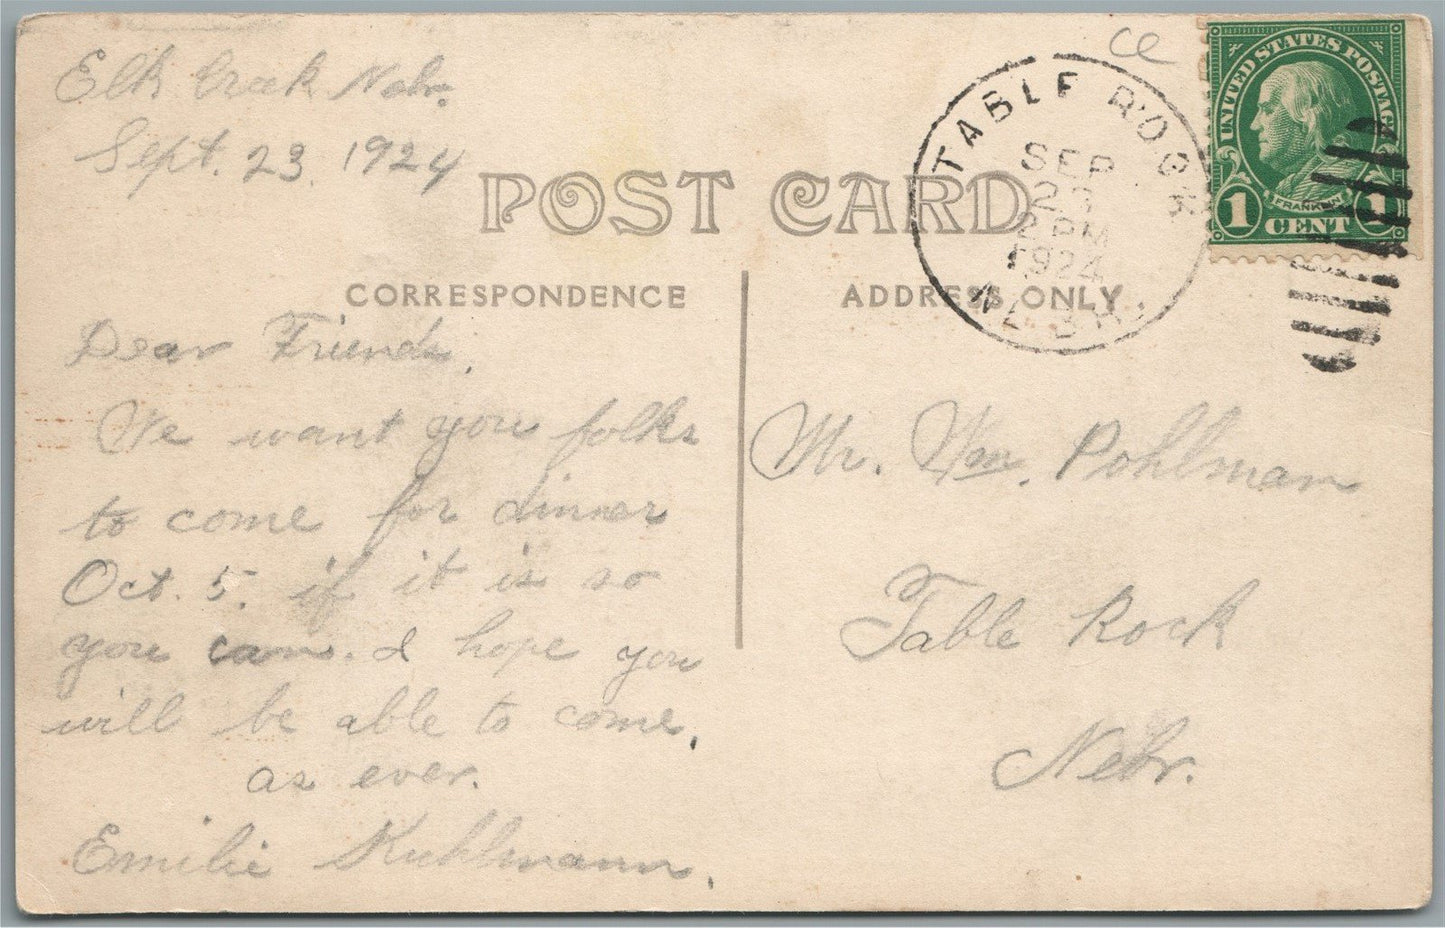 Elk Creek Nebr.
Sept. 23. 1924
POST CARD
CORRESPONDENCE
ADDRESS ONLY
TABLE ROCK
SEP
23
2 PM
1924
NEBR.
UNITED STATES POSTAGE
FRANKLIN
1 CENT 1
Dear Friends,
We want you folks
to come for dinner
Oct. 5. if it is so
you can. I hope you
will be able to come.
as ever.
Emilie Kuhlmann.
Mr. Wm. Pohlman
Table Rock
Nebr.